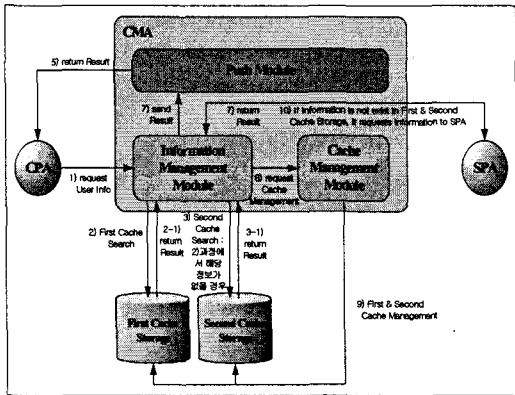 CMA
Push Module
5) return Result
7) send
Result
7) return
Result
10) If Information is not exist in First & Second
Cache Storage, It requests Information to SPA
CPA
1) request
User Info
Information
Management
Module
8) request
Cache
Management
Cache
Management
Module
SPA
2) First Cache
Search
2-1)
return
Result
3) Second
Cache
Search :
2)과정에
서 해당
정보가
없을 경우
3-1)
return
Result
First Cache
Storage
Second Cache
Storage
9) First & Second
Cache Management